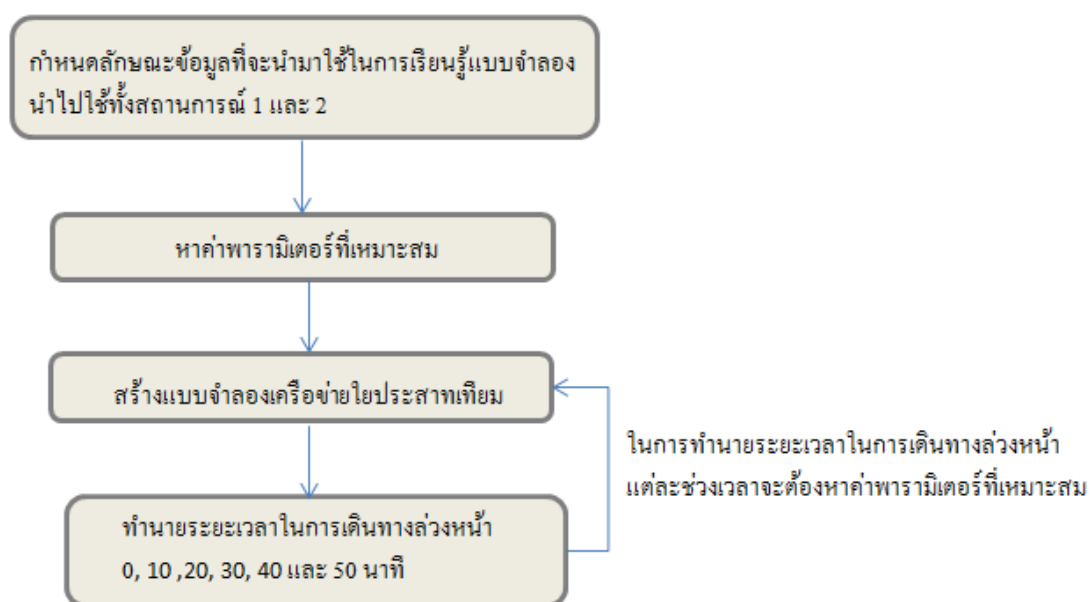 กำหนดลักษณะข้อมูลที่จะนำมาใช้ในการเรียนรู้แบบจำลอง
นำไปใช้ทั้งสถานการณ์ 1 และ 2
หาค่าพารามิเตอร์ที่เหมาะสม
สร้างแบบจำลองเครือข่ายใยประสาทเทียม
ในการทำนายระยะเวลาในการเดินทางล่วงหน้า
แต่ละช่วงเวลาจะต้องหาค่าพารามิเตอร์ที่เหมาะสม
ทำนายระยะเวลาในการเดินทางล่วงหน้า
0, 10 ,20, 30, 40 และ 50 นาที